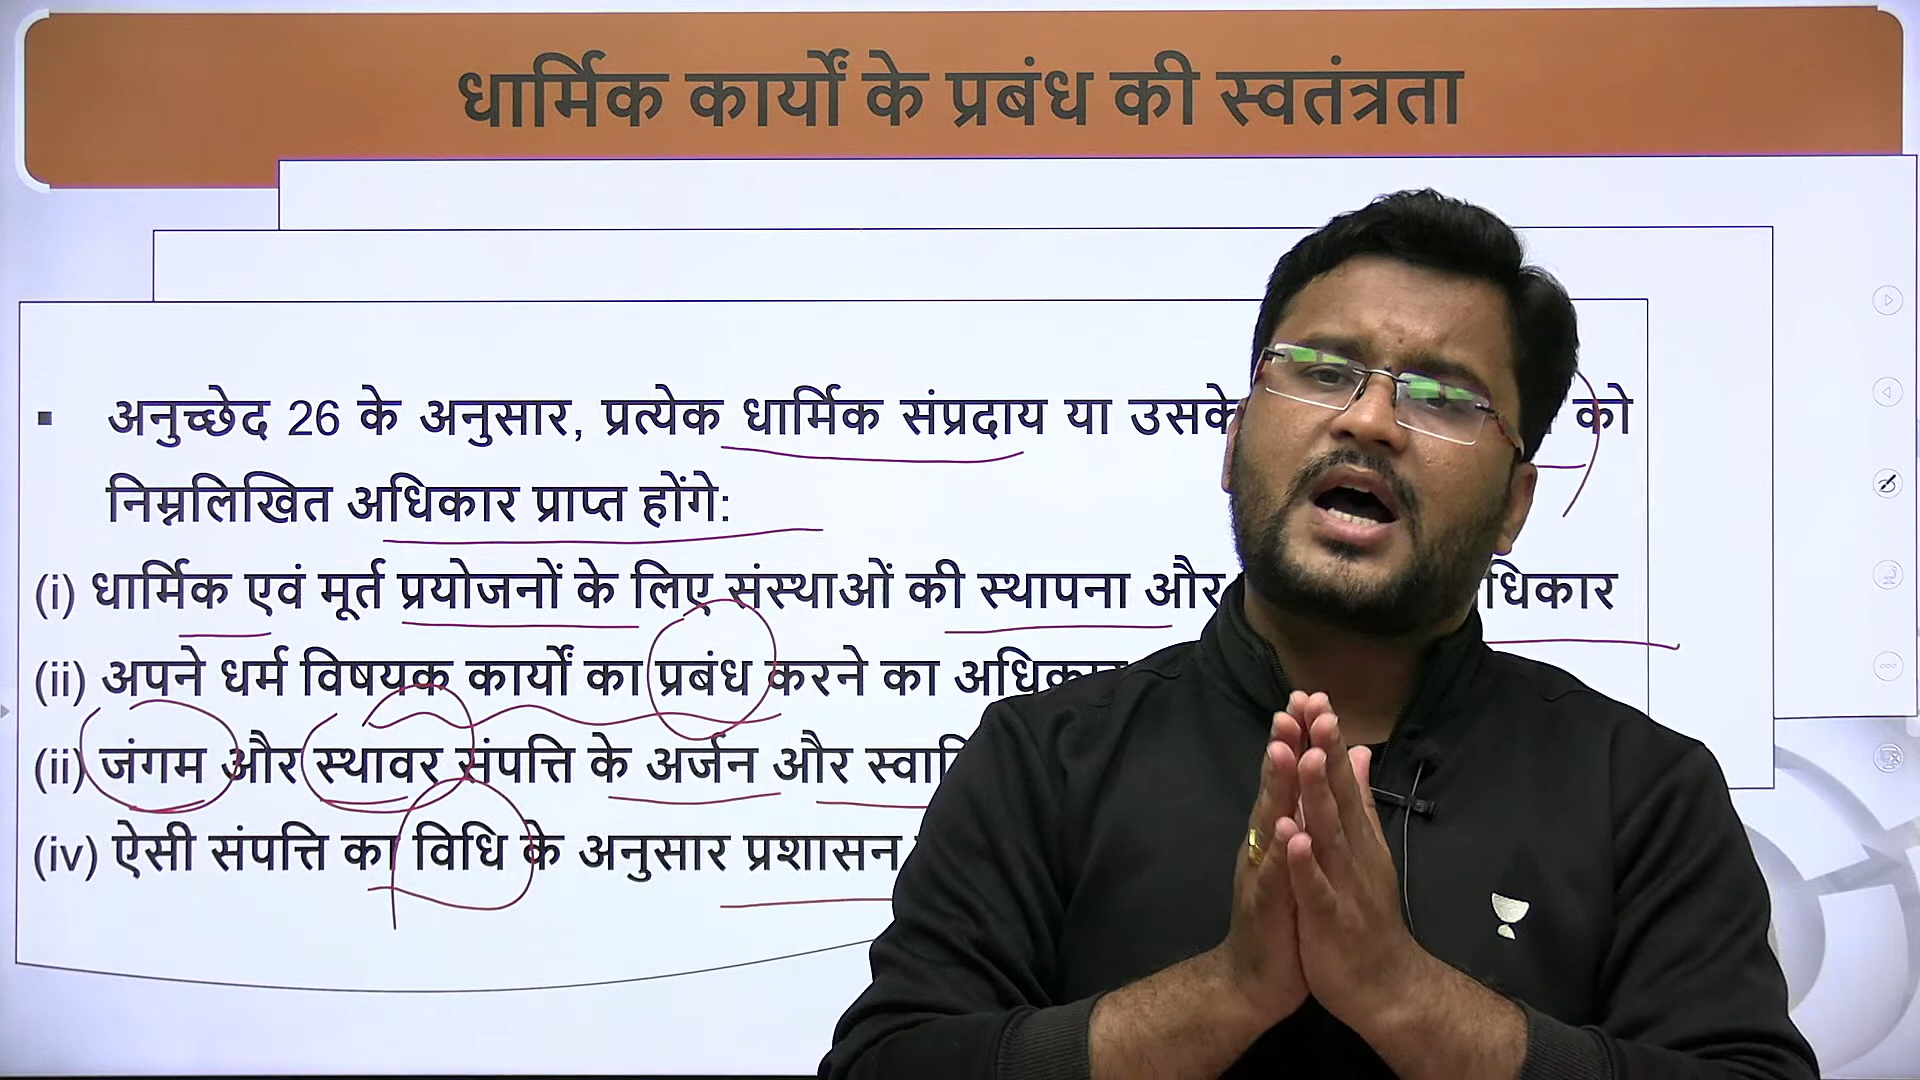 धार्मिक कार्यों के प्रबंध की स्वतंत्रता
▪ अनुच्छेद 26 के अनुसार, प्रत्येक धार्मिक संप्रदाय या उसके को
निम्नलिखित अधिकार प्राप्त होंगे:
(i) धार्मिक एवं मूर्त प्रयोजनों के लिए संस्थाओं की स्थापना और धिकार
(ii) अपने धर्म विषयक कार्यों का प्रबंध करने का अधिकार
(ii) जंगम और स्थावर संपत्ति के अर्जन और
(iv) ऐसी संपत्ति का विधि के अनुसार प्रशासन